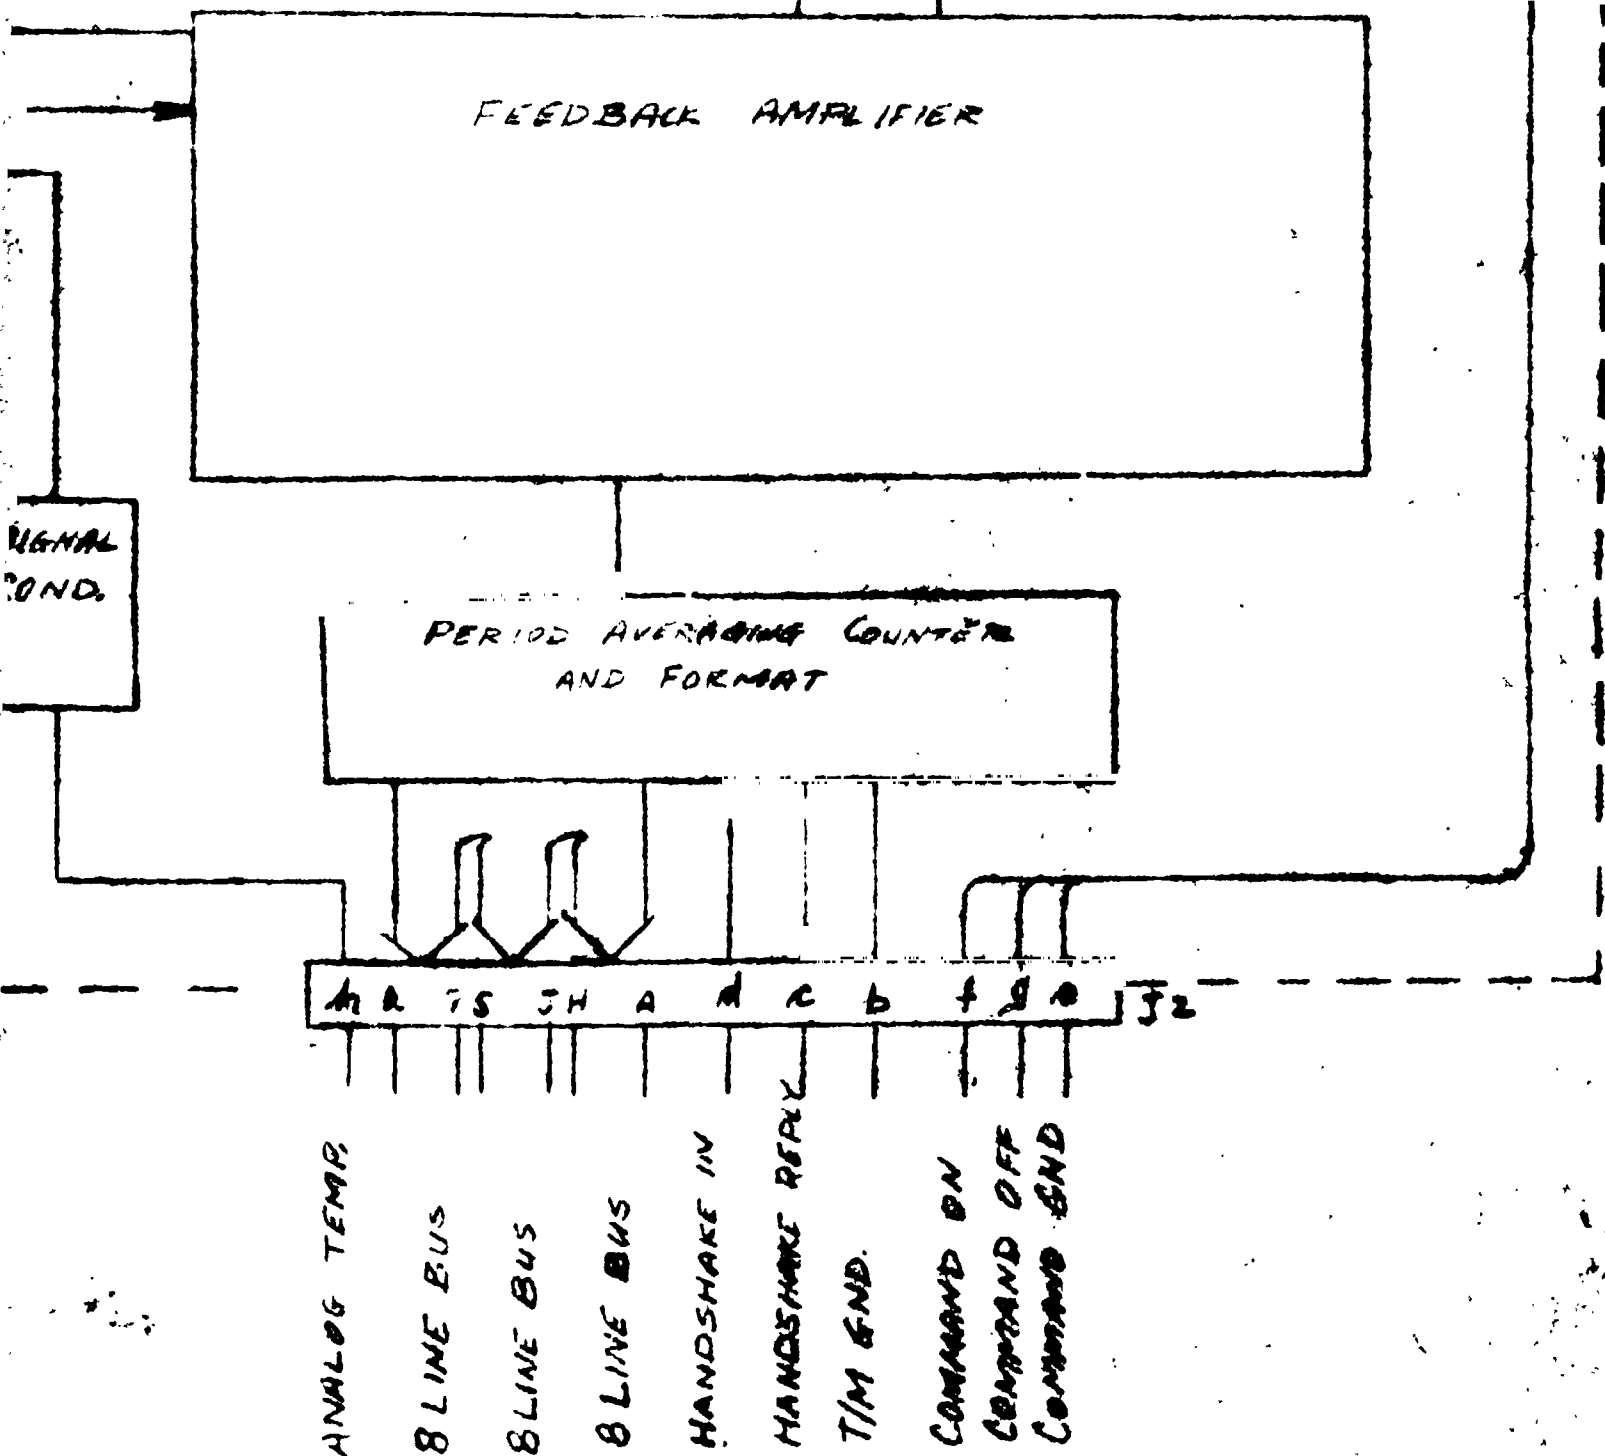 FEEDBACK AMPLIFIER
SIGNAL
COND.
PERIOD AVERAGING COUNTER
AND FORMAT
h a T S J H A d c b f g e J2
ANALOG TEMP.
8 LINE BUS
8 LINE BUS
8 LINE BUS
HANDSHAKE IN
HANDSHAKE REPLY
T/M GND.
COMMAND ON
COMMAND OFF
COMMAND GND